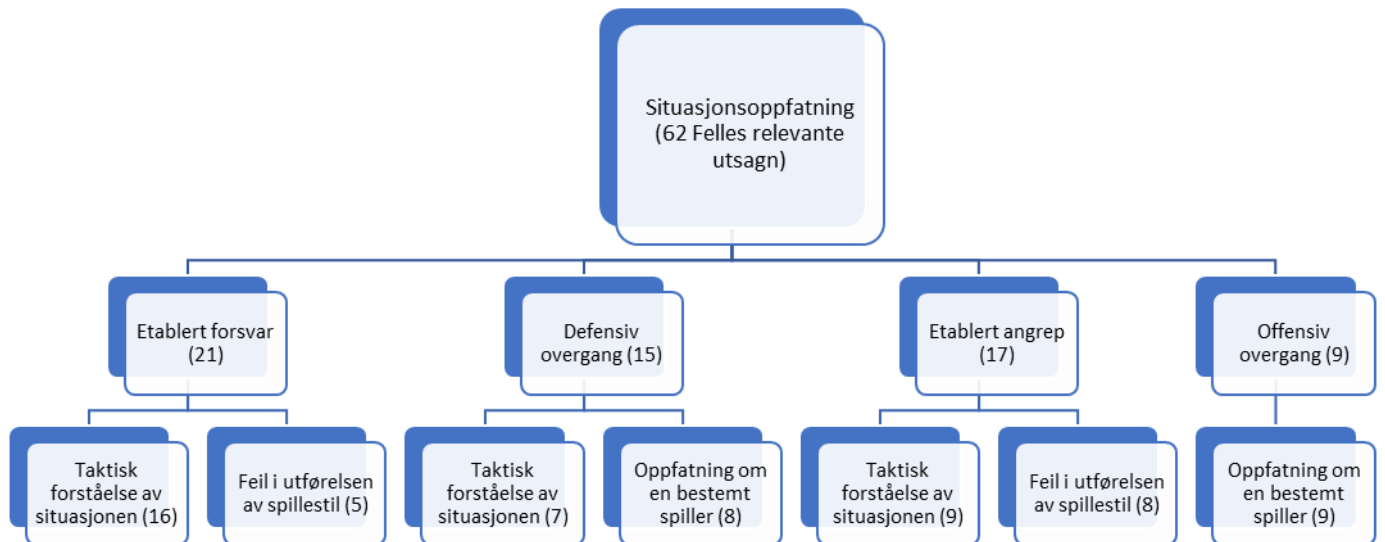 Situasjonsoppfatning
(62 Felles relevante
utsagn)
Etablert forsvar
(21)
Defensiv
overgang (15)
Etablert angrep
(17)
Offensiv
overgang (9)
Taktisk
forståelse av
situasjonen (16)
Feil i utførelsen
av spillestil (5)
Taktisk
forståelse av
situasjonen (7)
Oppfatning om
en bestemt
spiller (8)
Taktisk
forståelse av
situasjonen (9)
Feil i utførelsen
av spillestil (8)
Oppfatning om
en bestemt
spiller (9)